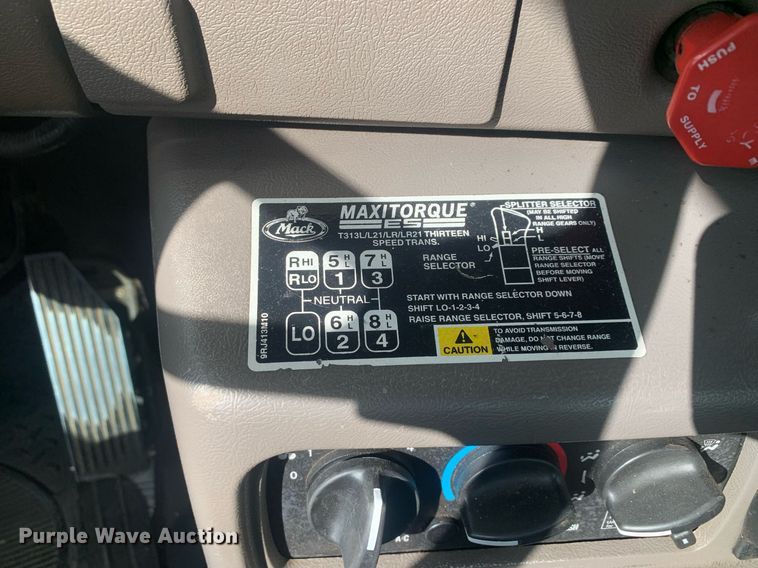 PUSH
TO
SUPPLY
Mack
MAXITORQUE®
ES
T313L/L21/LR/LR21 THIRTEEN
SPEED TRANS.
SPLITTER SELECTOR
(MAY BE SHIFTED
IN ALL HIGH
RANGE GEARS ONLY)
HI
LO
H
L
RANGE
SELECTOR
PRE-SELECT ALL
RANGE SHIFTS (MOVE
RANGE SELECTOR
BEFORE MOVING
SHIFT LEVER)
R HI 5 H L 7 H L
R LO 1 3
NEUTRAL
LO 6 H L 8 H L
2 4
START WITH RANGE SELECTOR DOWN
SHIFT LO-1-2-3-4
RAISE RANGE SELECTOR, SHIFT 5-6-7-8
CAUTION
TO AVOID TRANSMISSION
DAMAGE, DO NOT CHANGE RANGE
WHILE MOVING IN REVERSE.
9RJ413M10
0 1 4
A/C
Purple Wave Auction